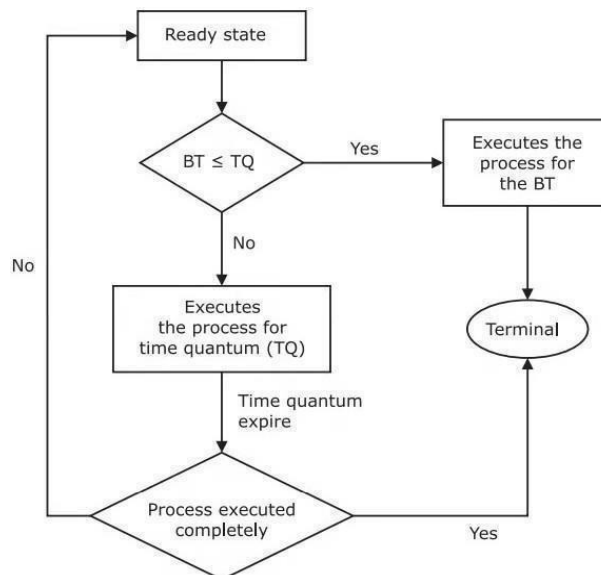 Ready state
BT ≤ TQ
Yes
Executes the
process for
the BT
No
No
Executes
the process for
time quantum (TQ)
Terminal
Time quantum
expire
Process executed
completely
Yes